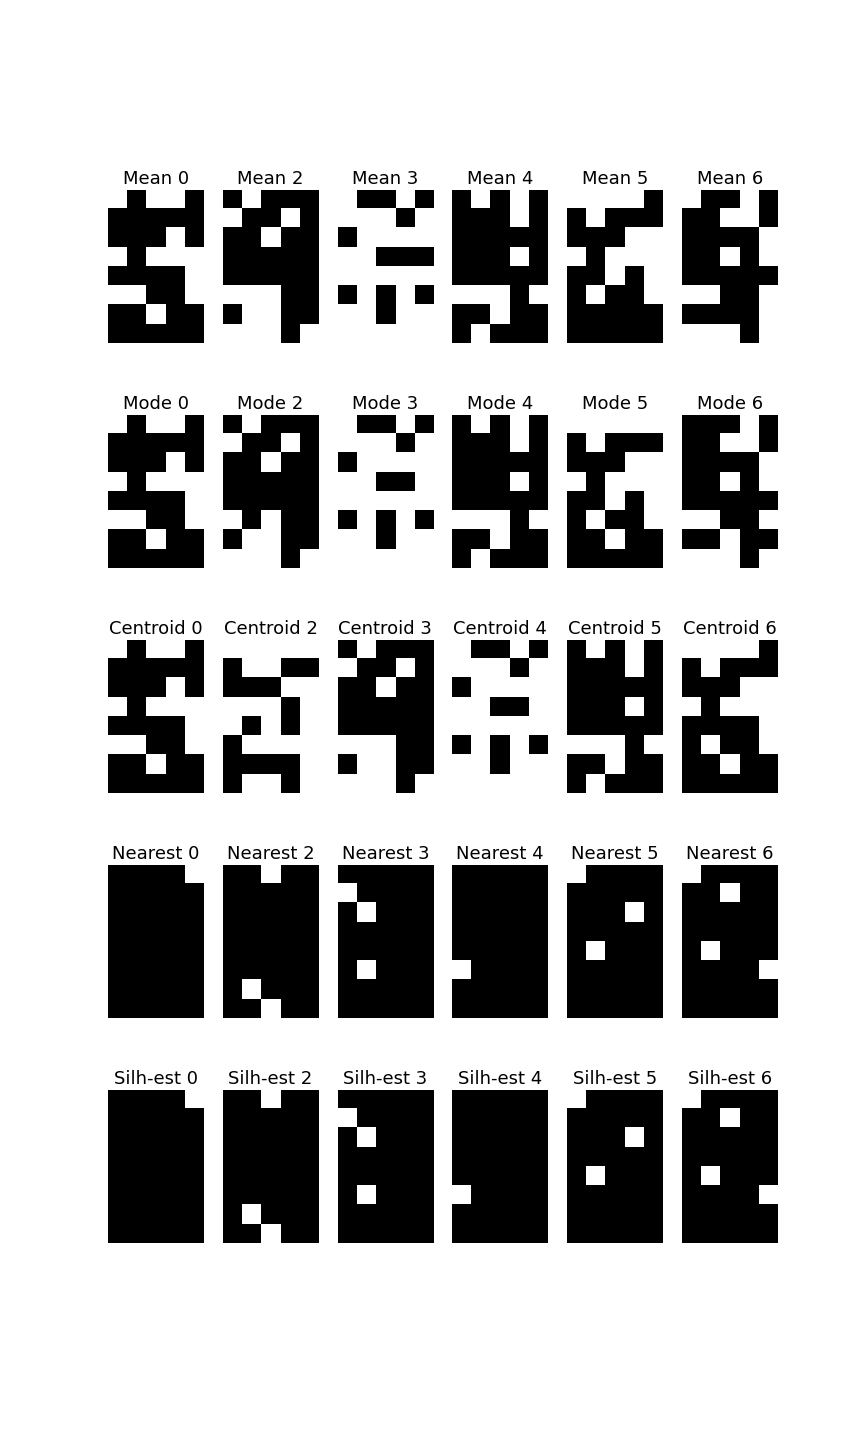 Mean 0 Mean 2 Mean 3 Mean 4 Mean 5 Mean 6
Mode 0 Mode 2 Mode 3 Mode 4 Mode 5 Mode 6
Centroid 0 Centroid 2 Centroid 3 Centroid 4 Centroid 5 Centroid 6
Nearest 0 Nearest 2 Nearest 3 Nearest 4 Nearest 5 Nearest 6
Silh-est 0 Silh-est 2 Silh-est 3 Silh-est 4 Silh-est 5 Silh-est 6